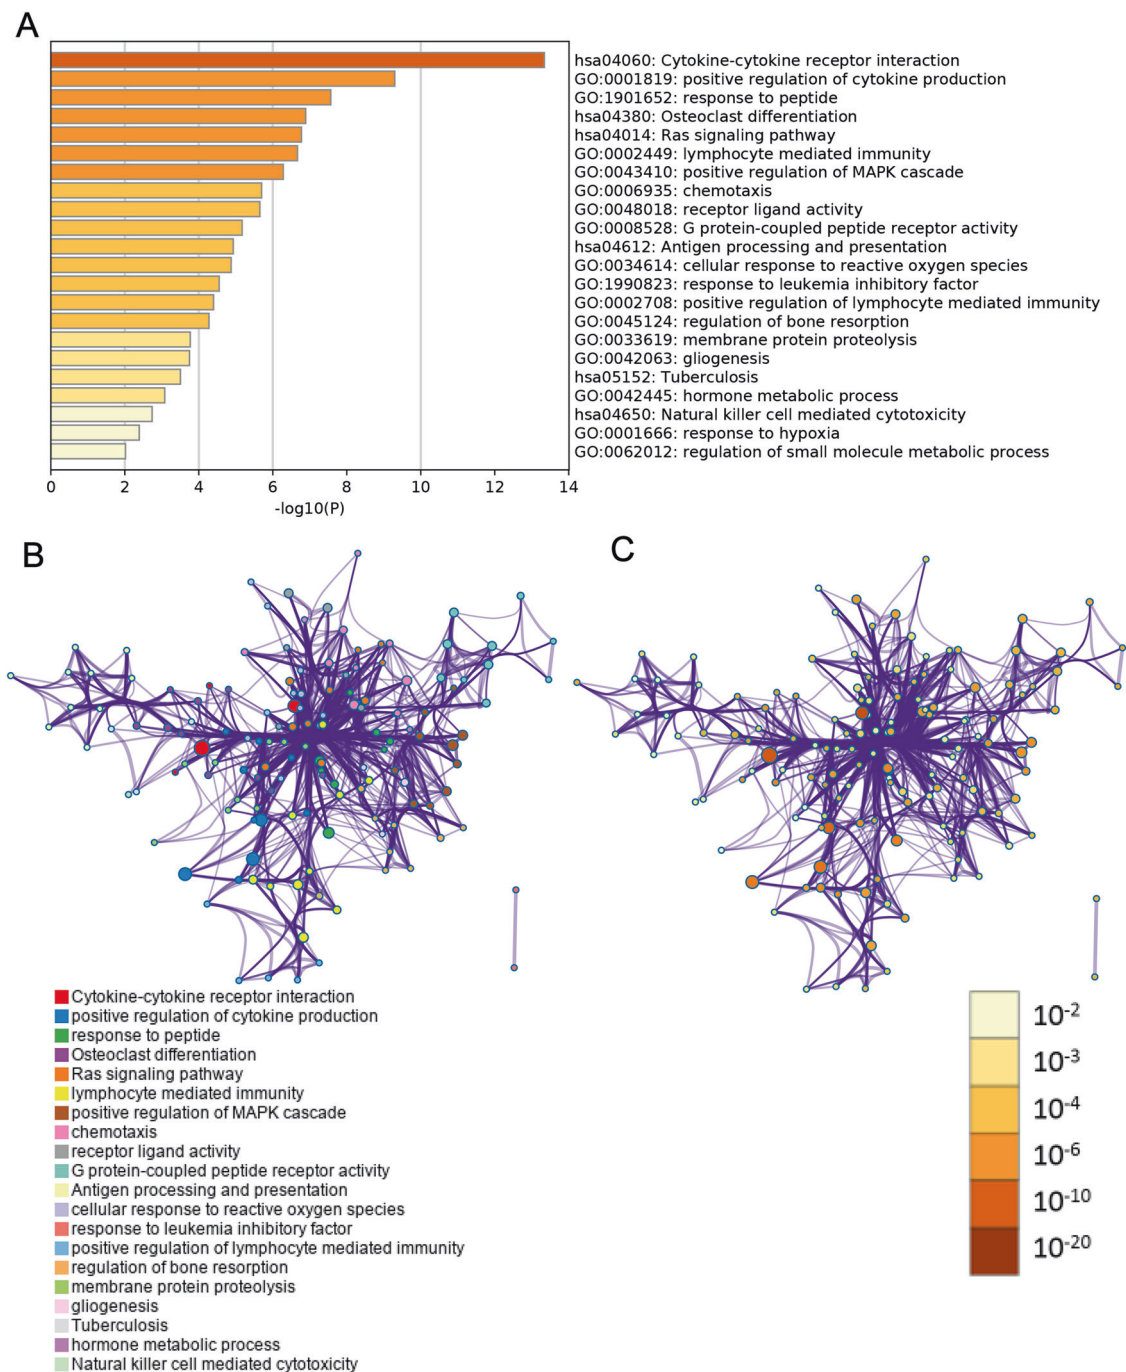 A
hsa04060: Cytokine-cytokine receptor interaction
GO:0001819: positive regulation of cytokine production
GO:1901652: response to peptide
hsa04380: Osteoclast differentiation
hsa04014: Ras signaling pathway
GO:0002449: lymphocyte mediated immunity
GO:0043410: positive regulation of MAPK cascade
GO:0006935: chemotaxis
GO:0048018: receptor ligand activity
GO:0008528: G protein-coupled peptide receptor activity
hsa04612: Antigen processing and presentation
GO:0034614: cellular response to reactive oxygen species
GO:1990823: response to leukemia inhibitory factor
GO:0002708: positive regulation of lymphocyte mediated immunity
GO:0045124: regulation of bone resorption
GO:0033619: membrane protein proteolysis
GO:0042063: gliogenesis
hsa05152: Tuberculosis
GO:0042445: hormone metabolic process
hsa04650: Natural killer cell mediated cytotoxicity
GO:0001666: response to hypoxia
GO:0062012: regulation of small molecule metabolic process
0 2 4 6 8 10 12 14
-log10(P)
B
C
Cytokine-cytokine receptor interaction
positive regulation of cytokine production
response to peptide
Osteoclast differentiation
Ras signaling pathway
lymphocyte mediated immunity
positive regulation of MAPK cascade
chemotaxis
receptor ligand activity
G protein-coupled peptide receptor activity
Antigen processing and presentation
cellular response to reactive oxygen species
response to leukemia inhibitory factor
positive regulation of lymphocyte mediated immunity
regulation of bone resorption
membrane protein proteolysis
gliogenesis
Tuberculosis
hormone metabolic process
Natural killer cell mediated cytotoxicity
10⁻²
10⁻³
10⁻⁴
10⁻⁶
10⁻¹⁰
10⁻²⁰